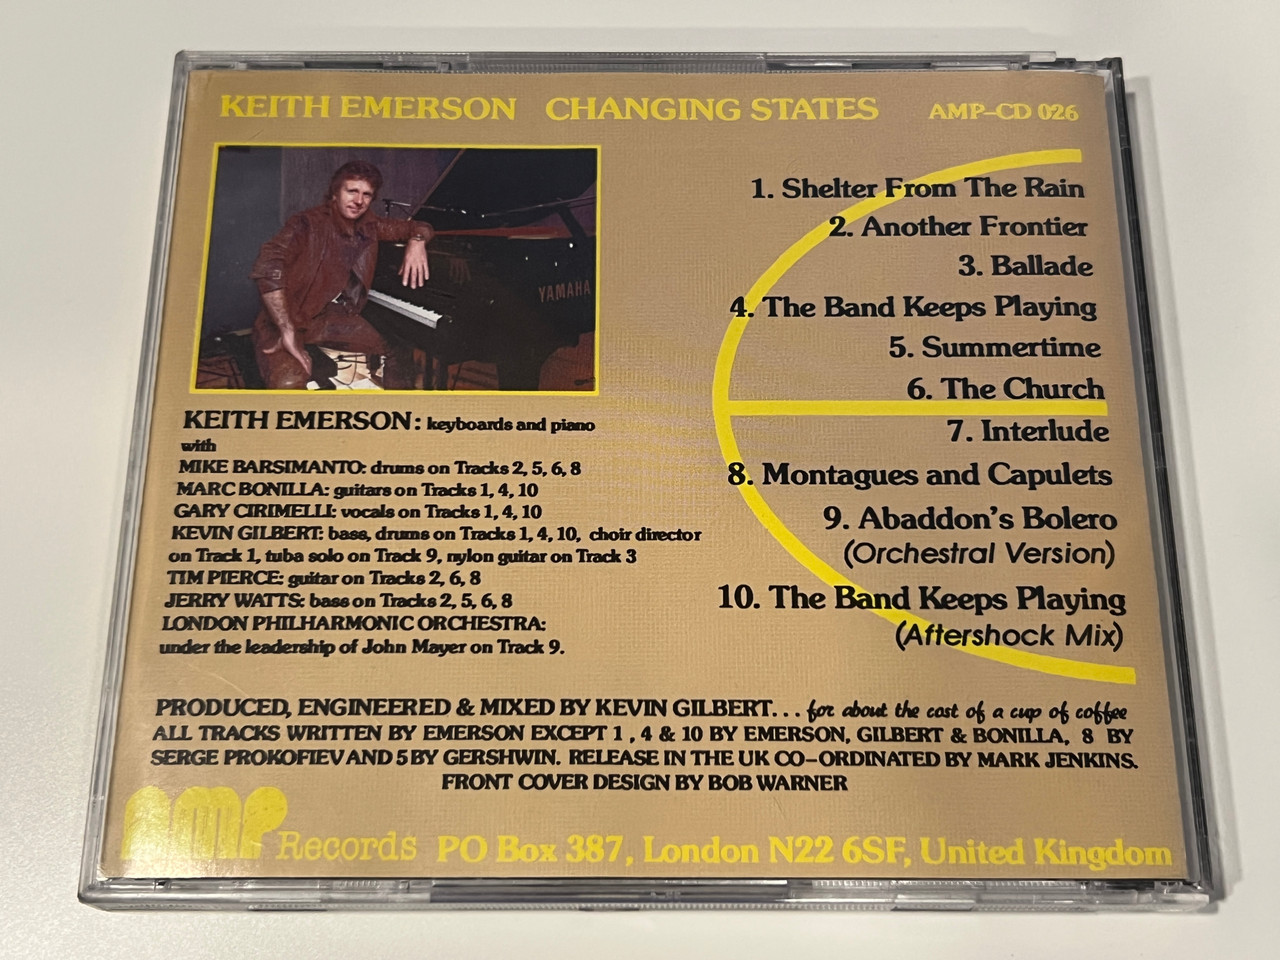 KEITH EMERSON CHANGING STATES AMP-CD 026
YAMAHA
1. Shelter From The Rain
2. Another Frontier
3. Ballade
4. The Band Keeps Playing
5. Summertime
6. The Church
7. Interlude
8. Montagues and Capulets
9. Abaddon's Bolero
(Orchestral Version)
10. The Band Keeps Playing
(Aftershock Mix)
KEITH EMERSON: keyboards and piano
with
MIKE BARSIMANTO: drums on Tracks 2, 5, 6, 8
MARC BONILLA: guitars on Tracks 1, 4, 10
GARY CIRIMELLI: vocals on Tracks 1, 4, 10
KEVIN GILBERT: bass, drums on Tracks 1, 4, 10, choir director
on Track 1, tuba solo on Track 9, nylon guitar on Track 3
TIM PIERCE: guitar on Tracks 2, 6, 8
JERRY WATTS: bass on Tracks 2, 5, 6, 8
LONDON PHILHARMONIC ORCHESTRA:
under the leadership of John Mayer on Track 9.
PRODUCED, ENGINEERED & MIXED BY KEVIN GILBERT... for about the cost of a cup of coffee
ALL TRACKS WRITTEN BY EMERSON EXCEPT 1, 4 & 10 BY EMERSON, GILBERT & BONILLA, 8 BY
SERGE PROKOFIEV AND 5 BY GERSHWIN. RELEASE IN THE UK CO-ORDINATED BY MARK JENKINS.
FRONT COVER DESIGN BY BOB WARNER
AMP Records PO Box 387, London N22 6SF, United Kingdom